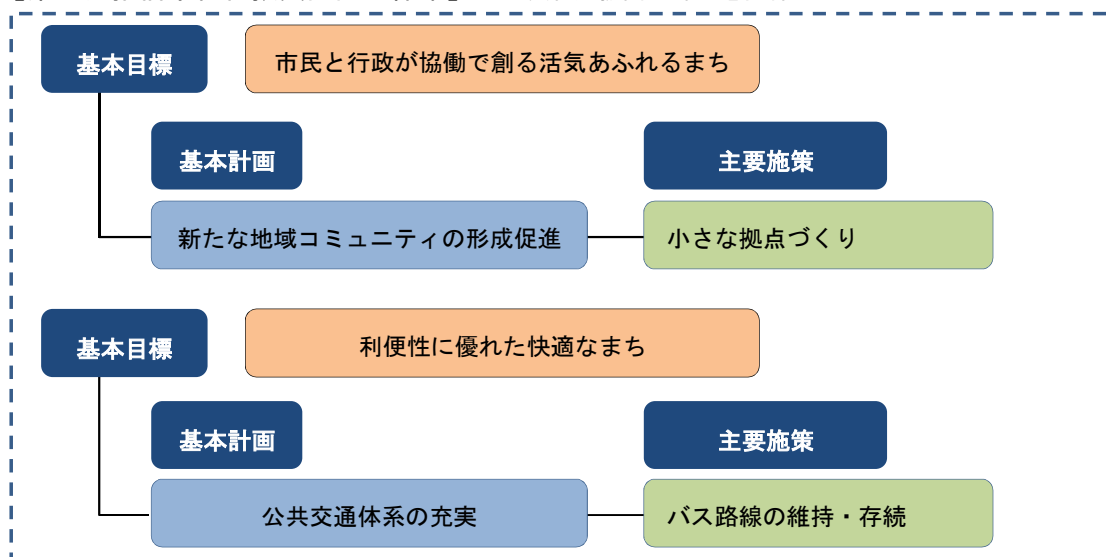 基本目標
市民と行政が協働で創る活気あふれるまち
基本計画
主要施策
新たな地域コミュニティの形成促進
小さな拠点づくり
基本目標
利便性に優れた快適なまち
基本計画
主要施策
公共交通体系の充実
バス路線の維持・存続